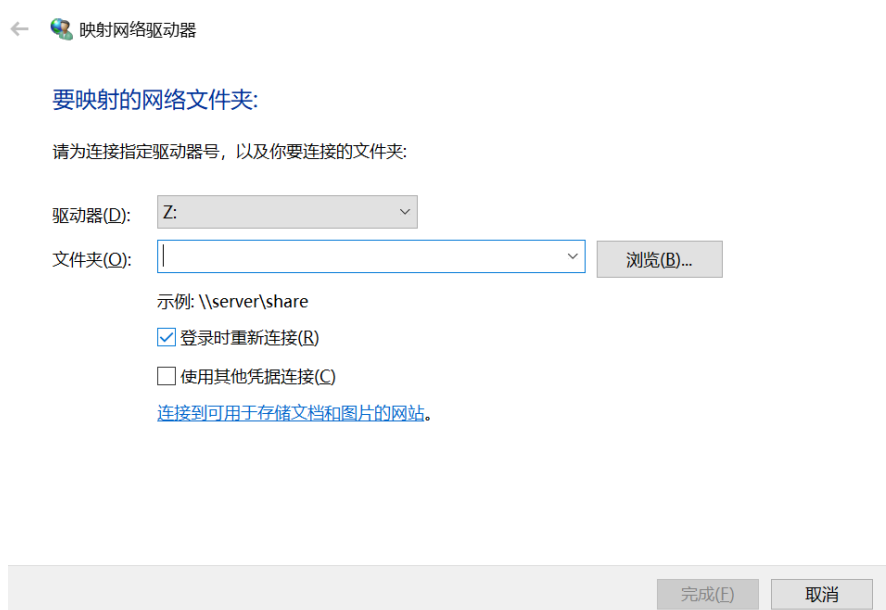 映射网络驱动器
要映射的网络文件夹:
请为连接指定驱动器号，以及你要连接的文件夹:
驱动器(D): Z:
文件夹(O): 浏览(B)...
示例: \\server\share
登录时重新连接(R)
使用其他凭据连接(C)
连接到可用于存储文档和图片的网站。
完成(F) 取消